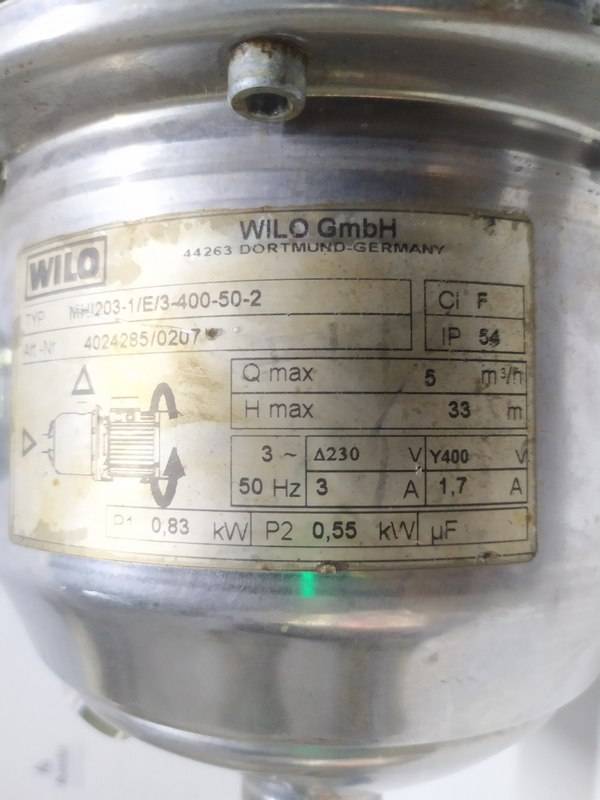 WILO
WILO GmbH
44263 DORTMUND-GERMANY
TYP MHI203-1/E/3-400-50-2
Cl F
Art.-Nr 4024285/0207
IP 54
Q max 5 m³/h
H max 33 m
3 ~ Δ230 V Y400 V
50 Hz 3 A 1,7 A
P1 0,83 kW P2 0,55 kW µF